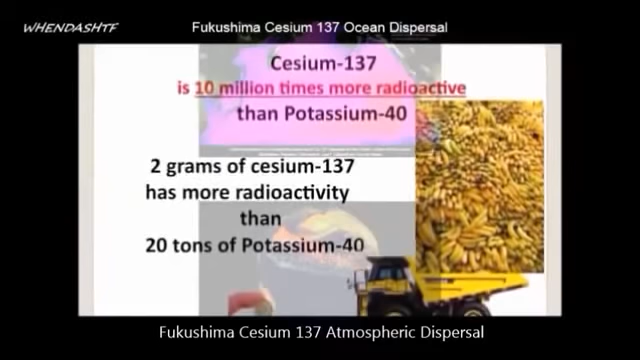 WHENDASHTF
Fukushima Cesium 137 Ocean Dispersal
Cesium-137
is 10 million times more radioactive
than Potassium-40
2 grams of cesium-137
has more radioactivity
than
20 tons of Potassium-40
Fukushima Cesium 137 Atmospheric Dispersal